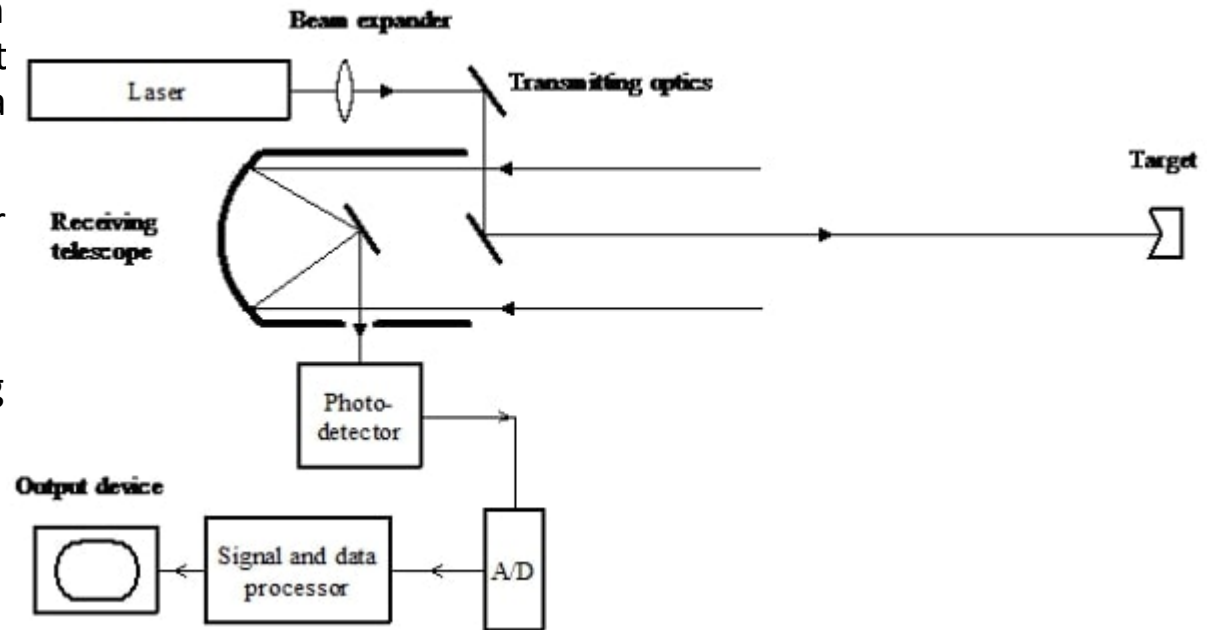 Beam expander
Laser
Transmitting optics
Target
Receiving
telescope
Photo-
detector
Output device
Signal and data
processor
A/D